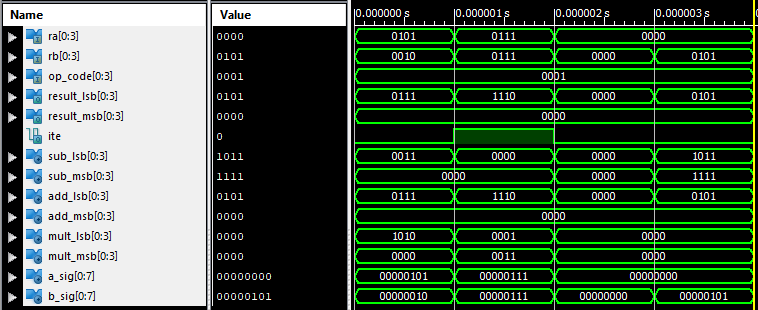 Name Value 0.000000 s 0.000001 s 0.000002 s 0.000003 s
ra[0:3] 0000 0101 0111 0000
rb[0:3] 0101 0010 0111 0000 0101
op_code[0:3] 0001 0001
result_lsb[0:3] 0101 0111 1110 0000 0101
result_msb[0:3] 0000 0000
ite 0
sub_lsb[0:3] 1011 0011 0000 0000 1011
sub_msb[0:3] 1111 0000 0000 1111
add_lsb[0:3] 0101 0111 1110 0000 0101
add_msb[0:3] 0000 0000
mult_lsb[0:3] 0000 1010 0001 0000
mult_msb[0:3] 0000 0000 0011 0000
a_sig[0:7] 00000000 00000101 00000111 00000000
b_sig[0:7] 00000101 00000010 00000111 00000000 00000101